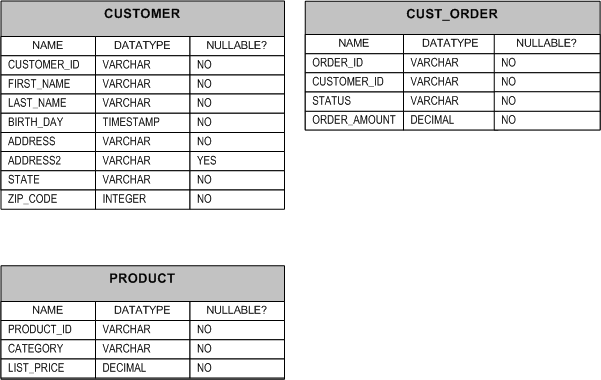 CUSTOMER
NAME DATATYPE NULLABLE?
CUSTOMER_ID VARCHAR NO
FIRST_NAME VARCHAR NO
LAST_NAME VARCHAR NO
BIRTH_DAY TIMESTAMP NO
ADDRESS VARCHAR NO
ADDRESS2 VARCHAR YES
STATE VARCHAR NO
ZIP_CODE INTEGER NO
CUST_ORDER
NAME DATATYPE NULLABLE?
ORDER_ID VARCHAR NO
CUSTOMER_ID VARCHAR NO
STATUS VARCHAR NO
ORDER_AMOUNT DECIMAL NO
PRODUCT
NAME DATATYPE NULLABLE?
PRODUCT_ID VARCHAR NO
CATEGORY VARCHAR NO
LIST_PRICE DECIMAL NO